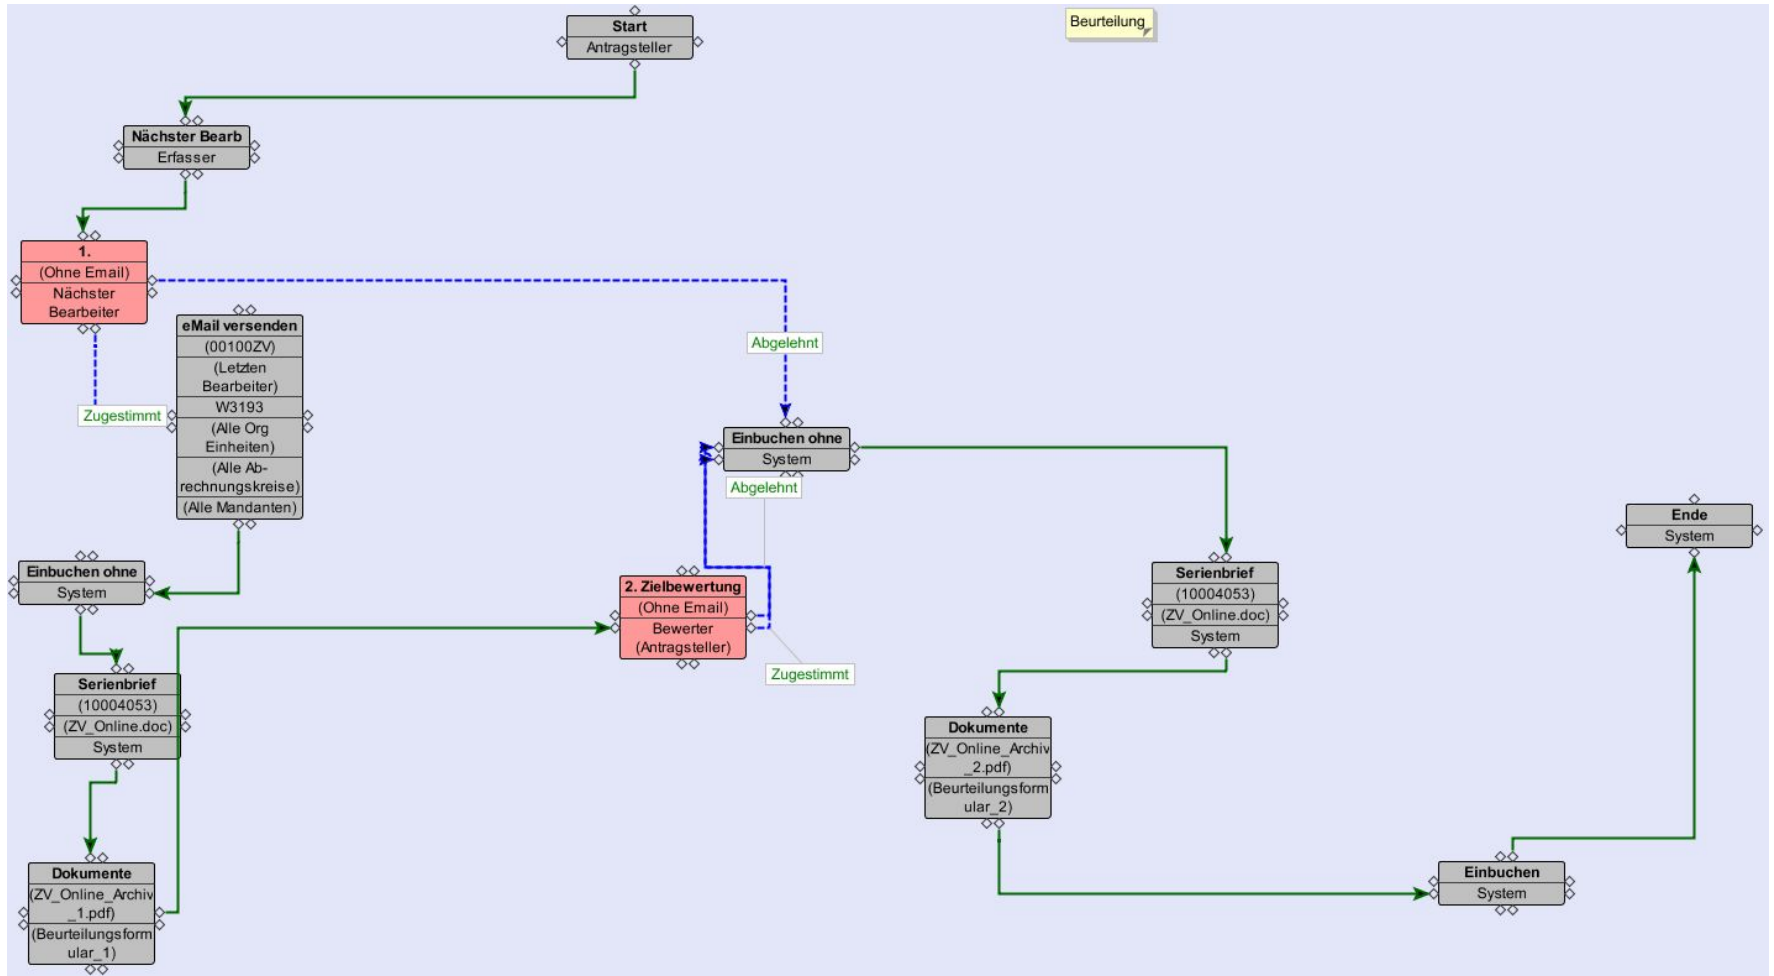 Start
Antragsteller
Beurteilung
Nächster Bearb
Erfasser
1.
(Ohne Email)
Nächster
Bearbeiter
Zugestimmt
eMail versenden
(00100ZV)
(Letzten
Bearbeiter)
W3193
(Alle Org
Einheiten)
(Alle Ab-
rechnungskreise)
(Alle Mandanten)
Abgelehnt
Einbuchen ohne
System
Abgelehnt
Einbuchen ohne
System
2. Zielbewertung
(Ohne Email)
Bewerter
(Antragsteller)
Zugestimmt
Serienbrief
(10004053)
(ZV_Online.doc)
System
Dokumente
(ZV_Online_Archiv
_1.pdf)
(Beurteilungsform
ular_1)
Serienbrief
(10004053)
(ZV_Online.doc)
System
Dokumente
(ZV_Online_Archiv
_2.pdf)
(Beurteilungsform
ular_2)
Einbuchen
System
Ende
System